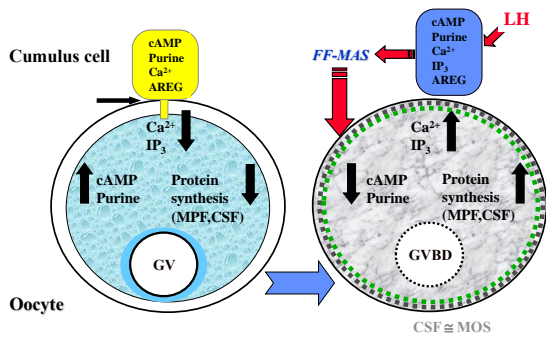 Cumulus cell
cAMP
Purine
Ca²⁺
AREG
Ca²⁺
IP₃
cAMP
Purine
Protein
synthesis
(MPF,CSF)
GV
Oocyte
LH
cAMP
Purine
Ca²⁺
IP₃
AREG
FF-MAS
Ca²⁺
IP₃
cAMP
Purine
Protein
synthesis
(MPF,CSF)
GVBD
CSF≅MOS